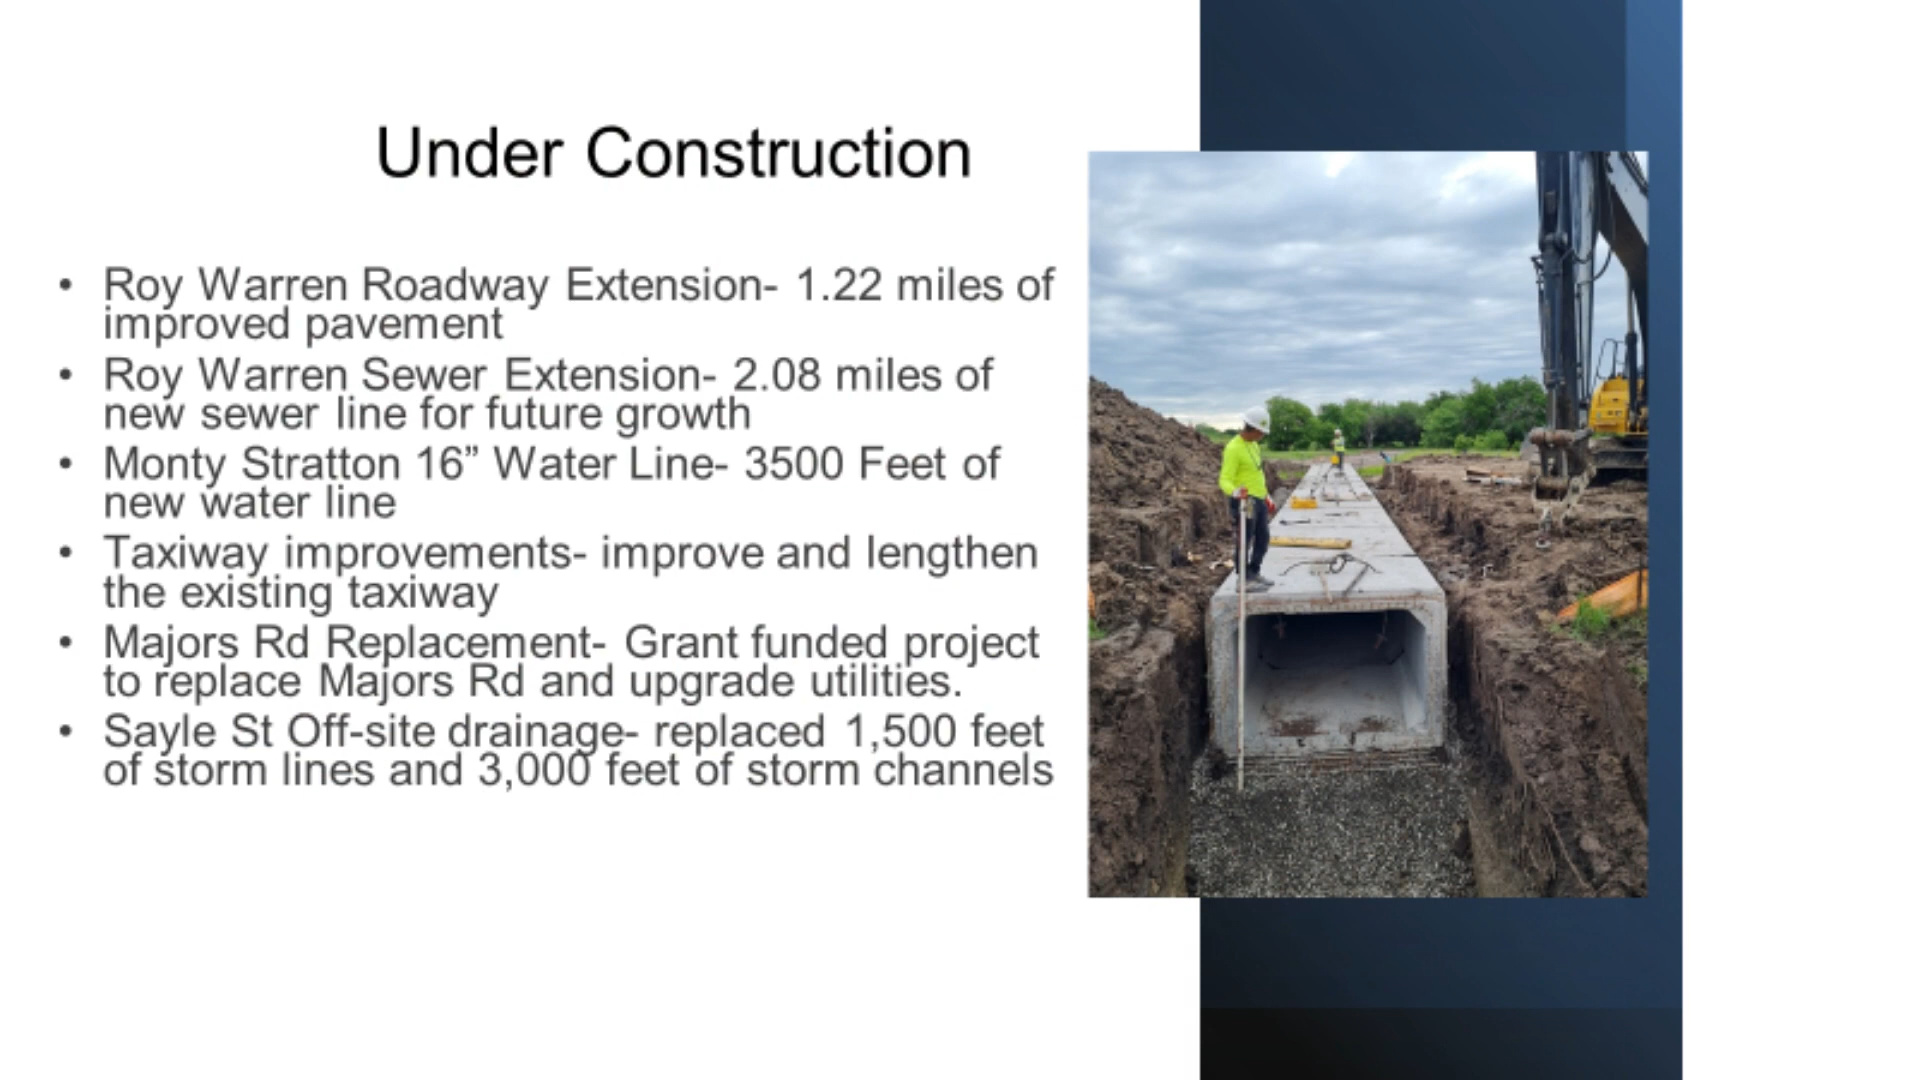 Under Construction
• Roy Warren Roadway Extension- 1.22 miles of
improved pavement
• Roy Warren Sewer Extension- 2.08 miles of
new sewer line for future growth
• Monty Stratton 16” Water Line- 3500 Feet of
new water line
• Taxiway improvements- improve and lengthen
the existing taxiway
• Majors Rd Replacement- Grant funded project
to replace Majors Rd and upgrade utilities.
• Sayle St Off-site drainage- replaced 1,500 feet
of storm lines and 3,000 feet of storm channels